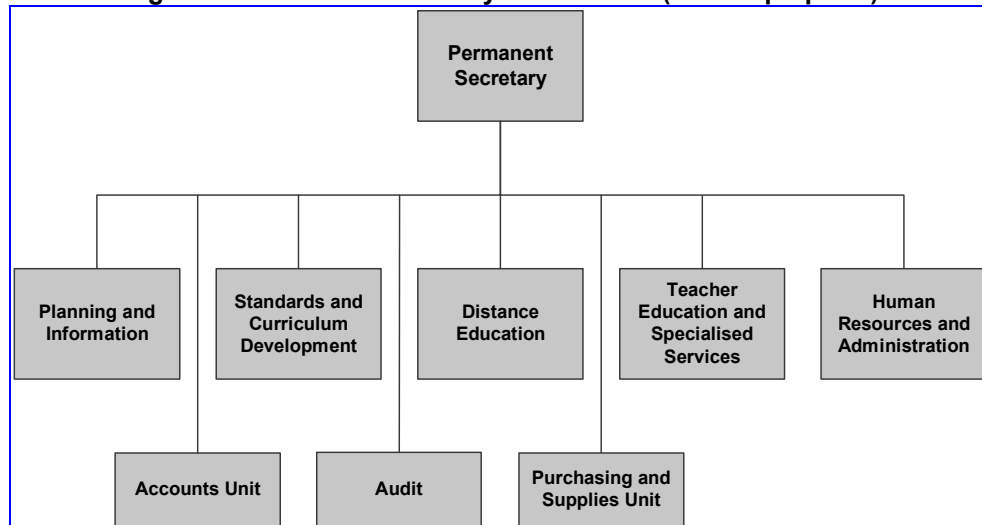 Permanent
Secretary
Planning and
Information
Standards and
Curriculum
Development
Distance
Education
Teacher
Education and
Specialised
Services
Human
Resources and
Administration
Accounts Unit
Audit
Purchasing and
Supplies Unit